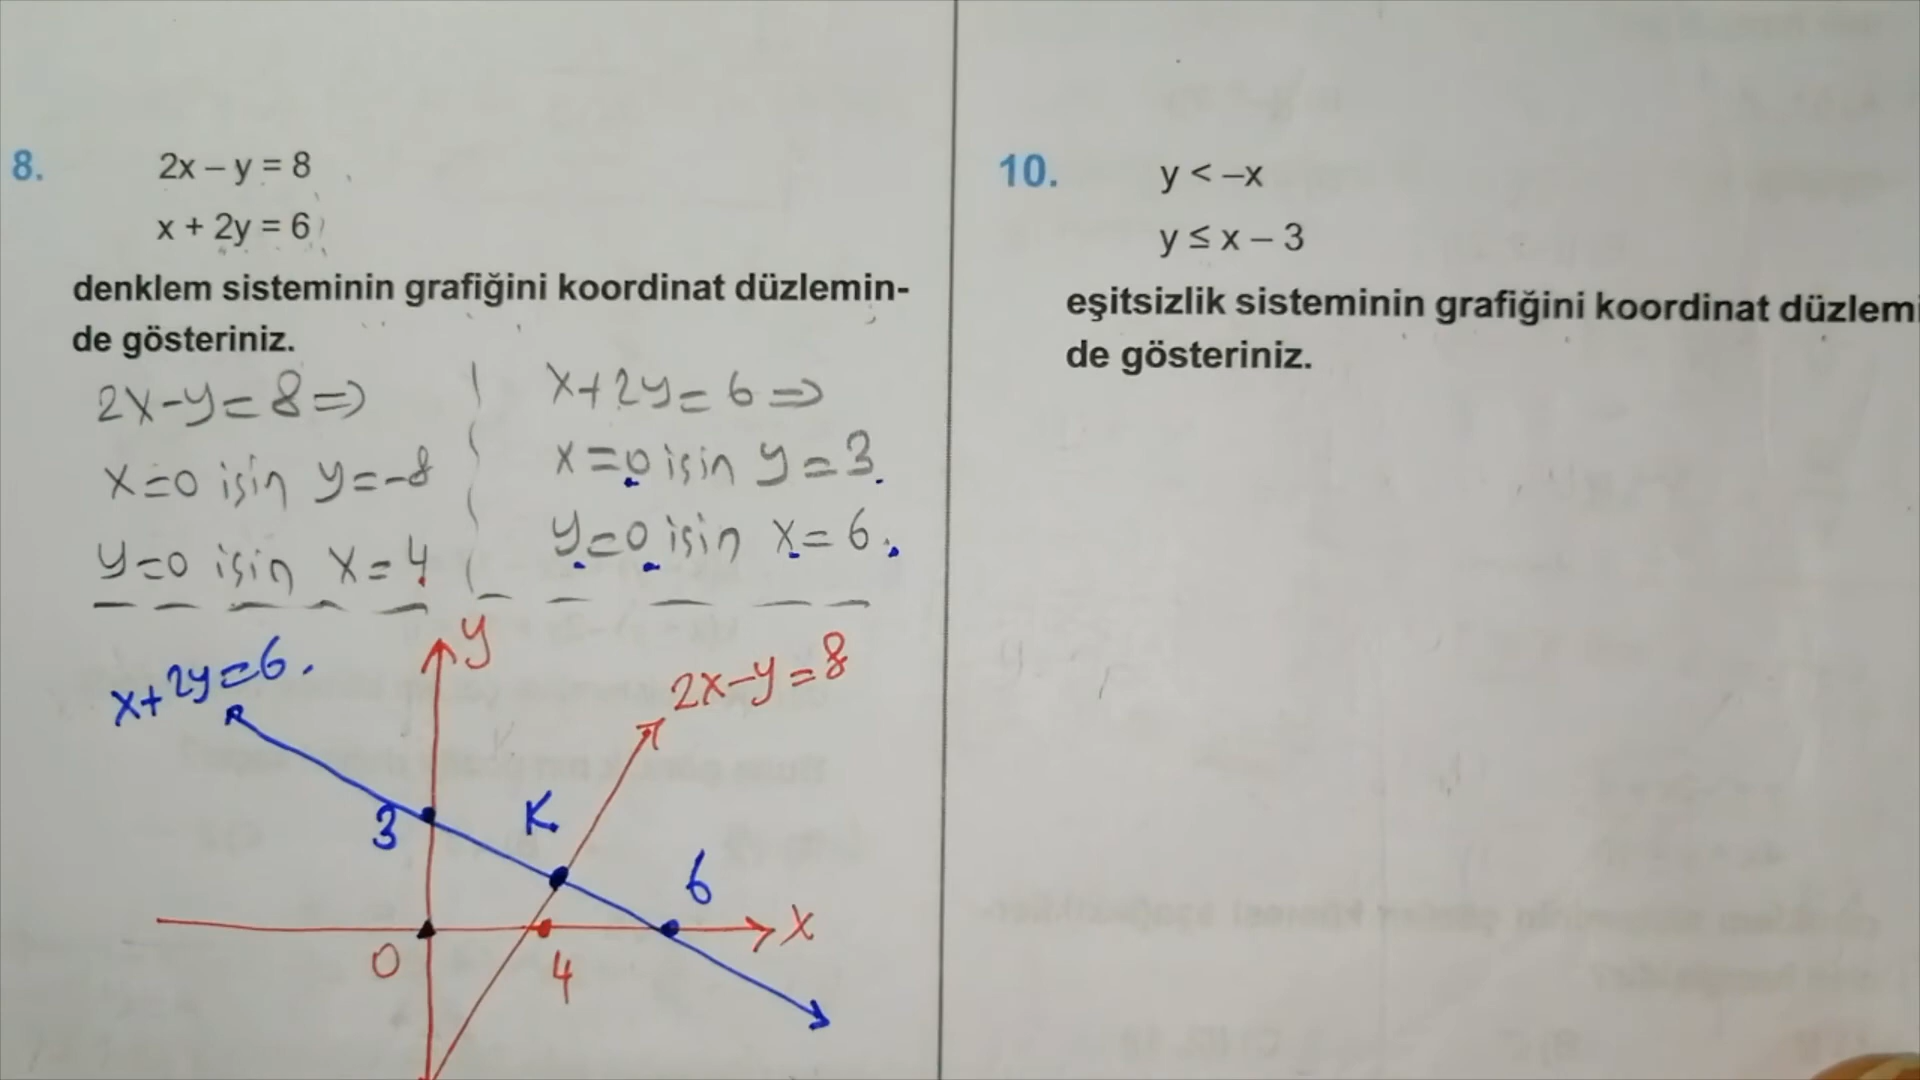 8.
2x – y = 8
x + 2y = 6
denklem sisteminin grafiğini koordinat düzlemin-
de gösteriniz.
2x-y=8⇒
x=0 için y=-8
y=0 için x=4
x+2y=6⇒
x=0 için y=3
y=0 için x=6
x+2y=6
y
2x-y=8
3
K
6
x
0
4
10.
y < –x
y ≤ x – 3
eşitsizlik sisteminin grafiğini koordinat düzlemi
de gösteriniz.